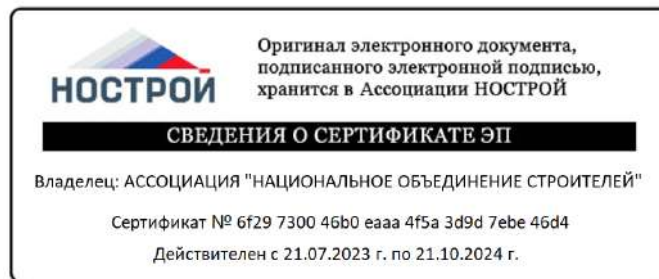 НОСТРОЙ
Оригинал электронного документа,
подписанного электронной подписью,
хранится в Ассоциации НОСТРОЙ
СВЕДЕНИЯ О СЕРТИФИКАТЕ ЭП
Владелец: АССОЦИАЦИЯ "НАЦИОНАЛЬНОЕ ОБЪЕДИНЕНИЕ СТРОИТЕЛЕЙ"
Сертификат № 6f29 7300 46b0 eaaa 4f5a 3d9d 7ebe 46d4
Действителен с 21.07.2023 г. по 21.10.2024 г.